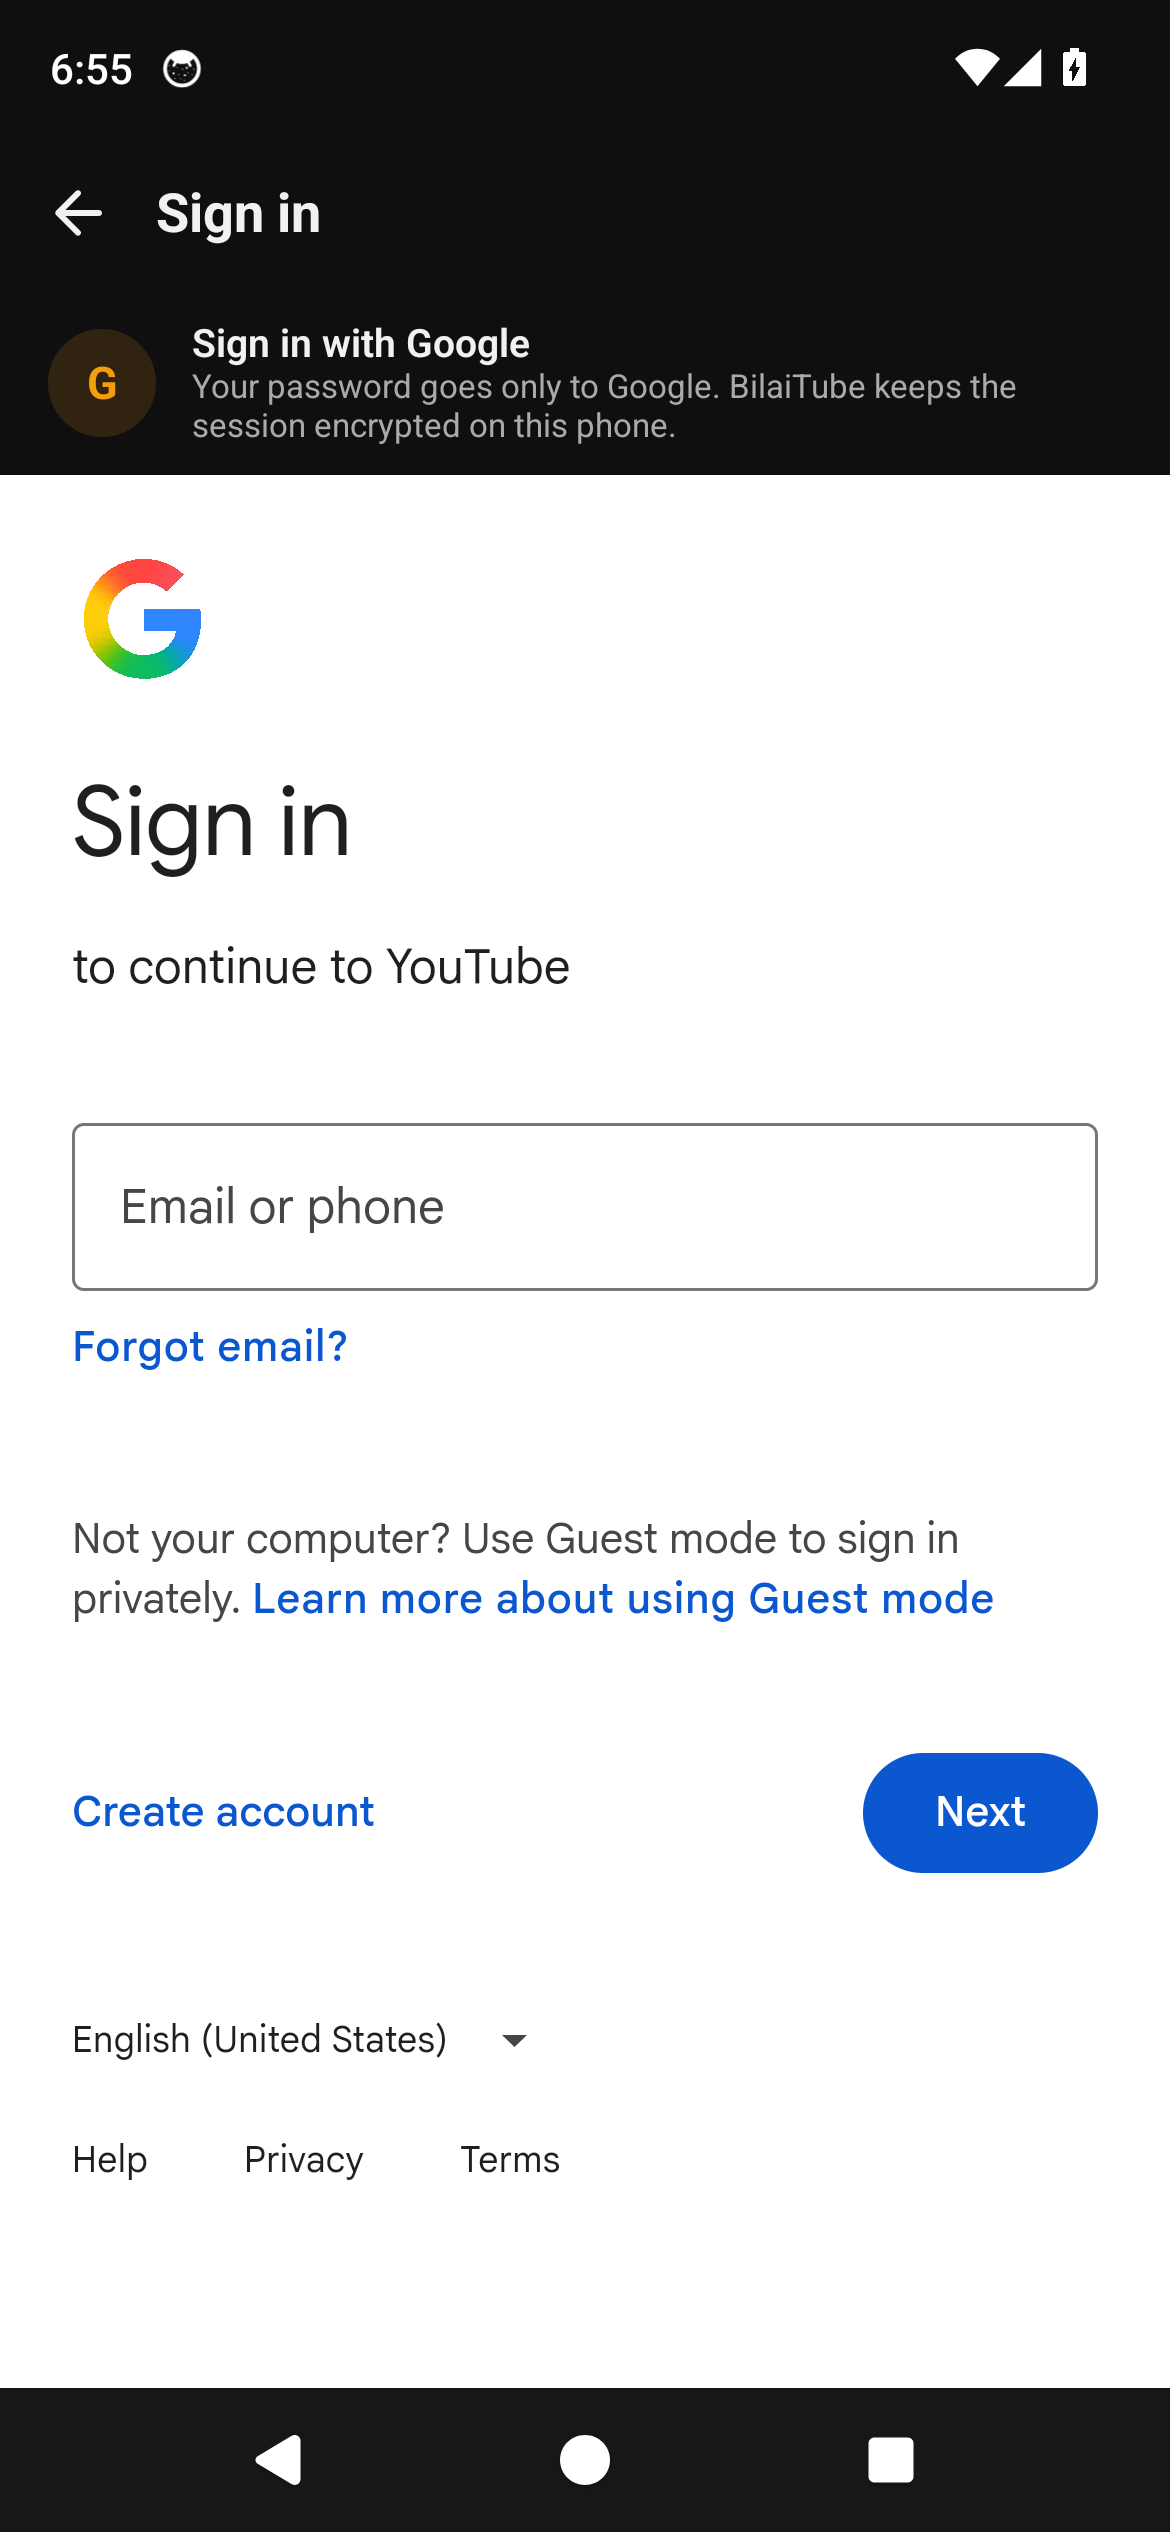 6:55
Sign in
G
Sign in with Google
Your password goes only to Google. BilaiTube keeps the
session encrypted on this phone.
Sign in
to continue to YouTube
Email or phone
Forgot email?
Not your computer? Use Guest mode to sign in
privately. Learn more about using Guest mode
Create account
Next
English (United States)
Help Privacy Terms